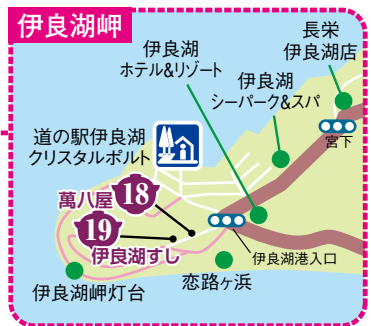 伊良湖岬
長栄
伊良湖店
伊良湖
ホテル&リゾート
伊良湖
シーパーク&スパ
宮下
道の駅伊良湖
クリスタルポルト
萬八屋 18
19
伊良湖すし
伊良湖港入口
恋路ヶ浜
伊良湖岬灯台